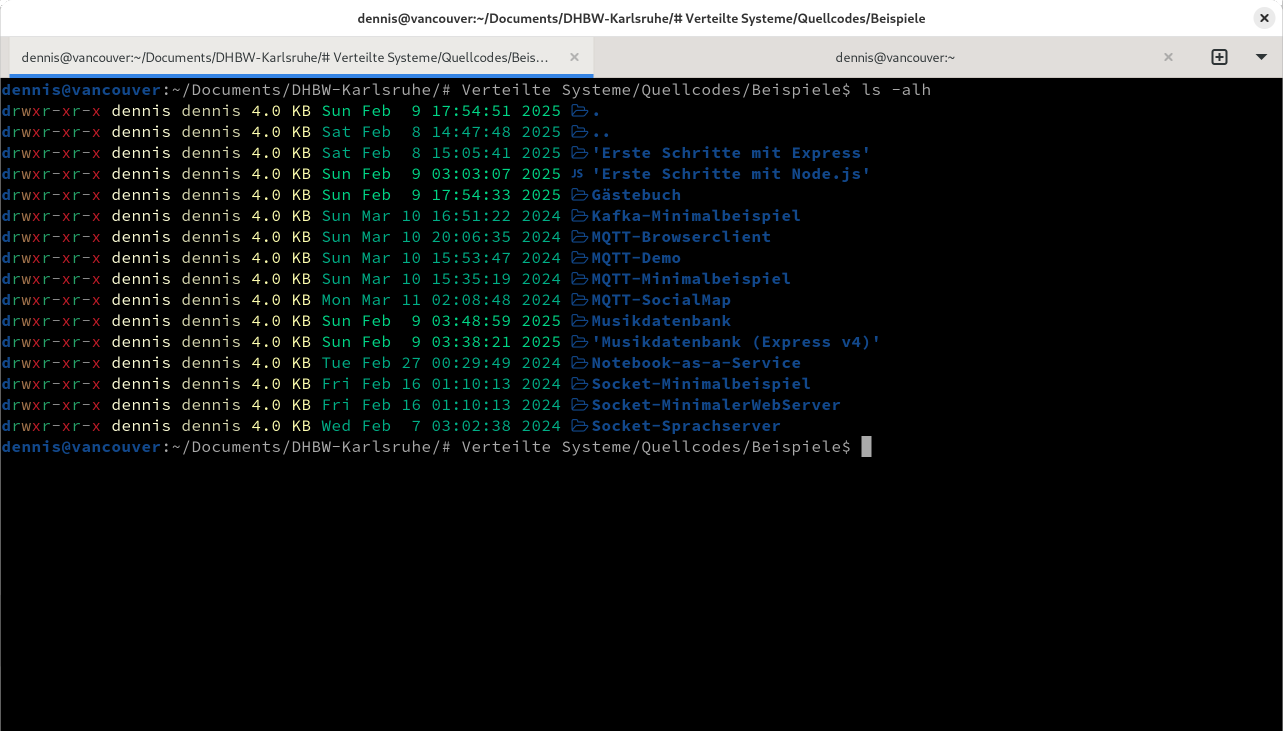 dennis@vancouver:~/Documents/DHBW-Karlsruhe/# Verteilte Systeme/Quellcodes/Beispiele
dennis@vancouver:~/Documents/DHBW-Karlsruhe/# Verteilte Systeme/Quellcodes/Beis… dennis@vancouver:~
dennis@vancouver:~/Documents/DHBW-Karlsruhe/# Verteilte Systeme/Quellcodes/Beispiele$ ls -alh
drwxr-xr-x dennis dennis 4.0 KB Sun Feb  9 17:54:51 2025 .
drwxr-xr-x dennis dennis 4.0 KB Sat Feb  8 14:47:48 2025 ..
drwxr-xr-x dennis dennis 4.0 KB Sat Feb  8 15:05:41 2025 'Erste Schritte mit Express'
drwxr-xr-x dennis dennis 4.0 KB Sun Feb  9 03:03:07 2025 JS 'Erste Schritte mit Node.js'
drwxr-xr-x dennis dennis 4.0 KB Sun Feb  9 17:54:33 2025 Gästebuch
drwxr-xr-x dennis dennis 4.0 KB Sun Mar 10 16:51:22 2024 Kafka-Minimalbeispiel
drwxr-xr-x dennis dennis 4.0 KB Sun Mar 10 20:06:35 2024 MQTT-Browserclient
drwxr-xr-x dennis dennis 4.0 KB Sun Mar 10 15:53:47 2024 MQTT-Demo
drwxr-xr-x dennis dennis 4.0 KB Sun Mar 10 15:35:19 2024 MQTT-Minimalbeispiel
drwxr-xr-x dennis dennis 4.0 KB Mon Mar 11 02:08:48 2024 MQTT-SocialMap
drwxr-xr-x dennis dennis 4.0 KB Sun Feb  9 03:48:59 2025 Musikdatenbank
drwxr-xr-x dennis dennis 4.0 KB Sun Feb  9 03:38:21 2025 'Musikdatenbank (Express v4)'
drwxr-xr-x dennis dennis 4.0 KB Tue Feb 27 00:29:49 2024 Notebook-as-a-Service
drwxr-xr-x dennis dennis 4.0 KB Fri Feb 16 01:10:13 2024 Socket-Minimalbeispiel
drwxr-xr-x dennis dennis 4.0 KB Fri Feb 16 01:10:13 2024 Socket-MinimalerWebServer
drwxr-xr-x dennis dennis 4.0 KB Wed Feb  7 03:02:38 2024 Socket-Sprachserver
dennis@vancouver:~/Documents/DHBW-Karlsruhe/# Verteilte Systeme/Quellcodes/Beispiele$